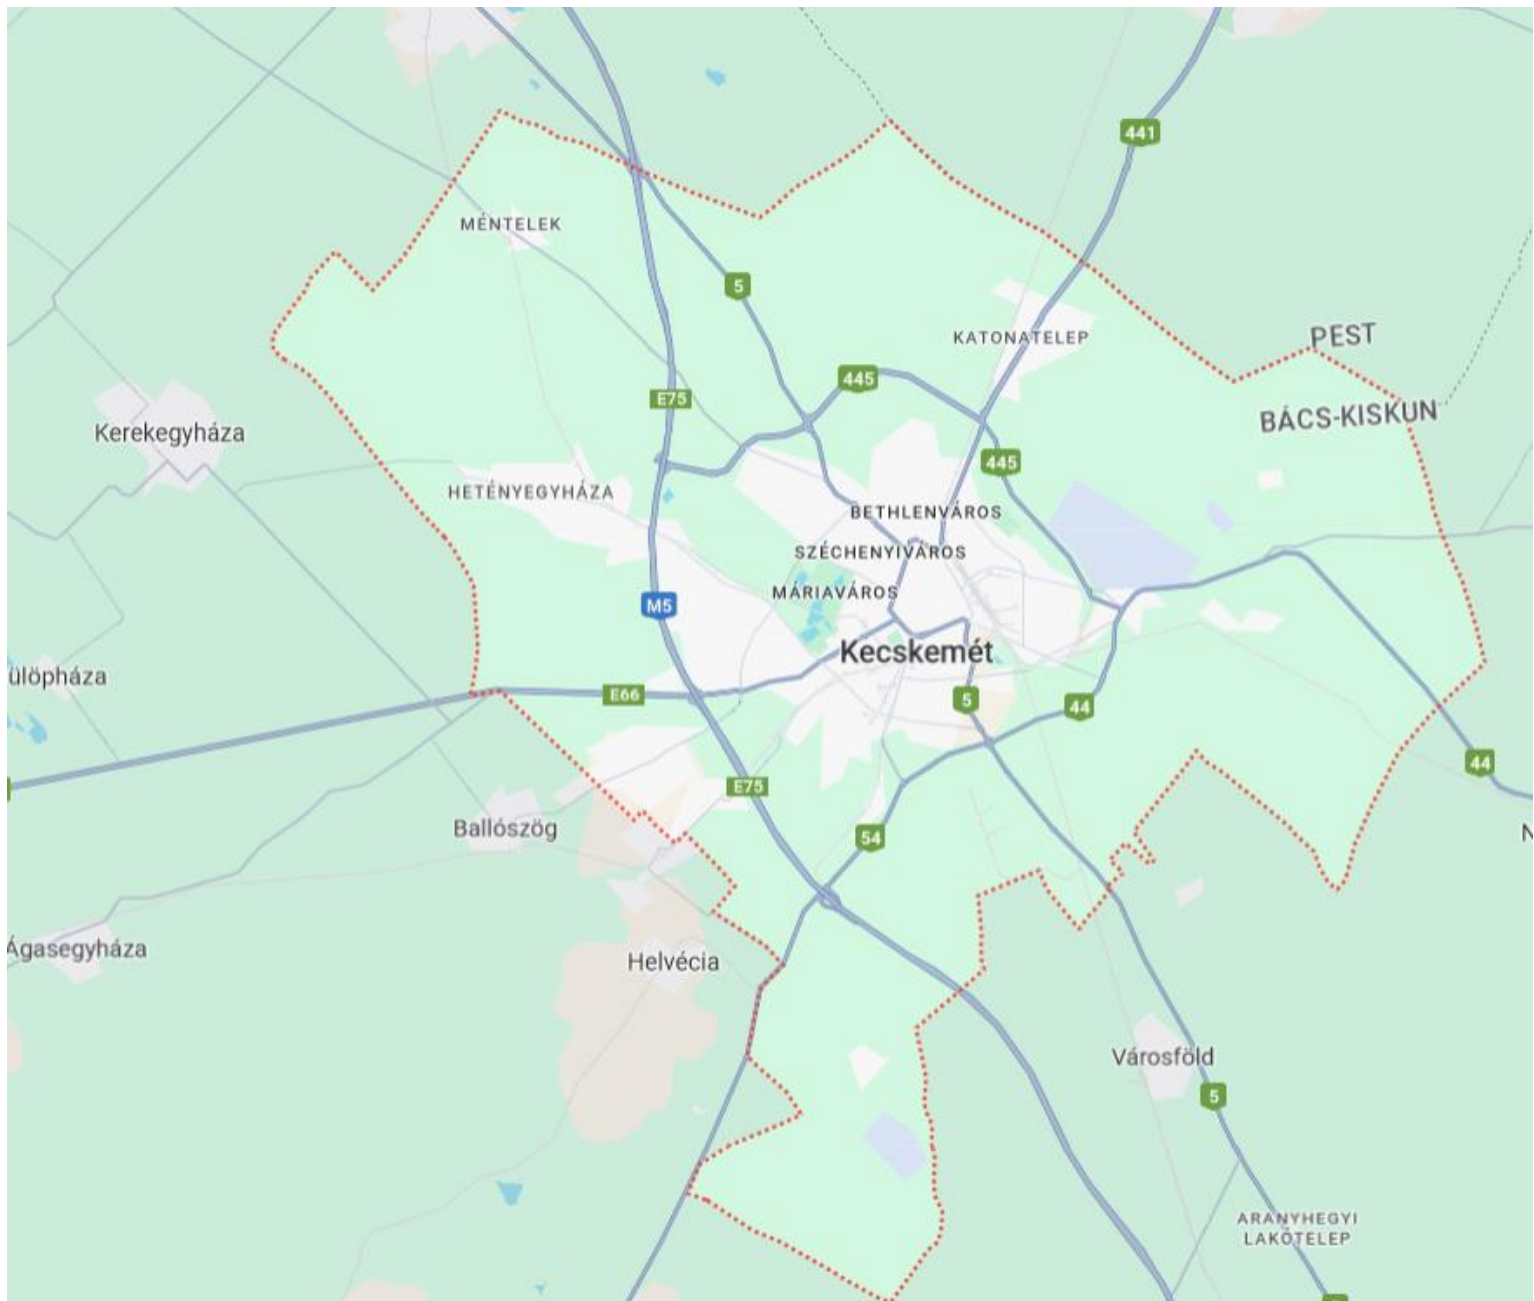 441
MÉNTELEK
5
PEST
KATONATELEP
445
E75
BÁCS-KISKUN
Kerekegyháza
445
HETÉNYEGYHÁZA
BETHLENVÁROS
SZÉCHENYIVÁROS
MÁRIAVÁROS
M5
Kecskemét
ülöpháza
E66
5
44
44
E75
Ballószög
54
N
Ágasegyháza
Helvécia
Városföld
5
ARANYHEGYI
LAKÓTELEP